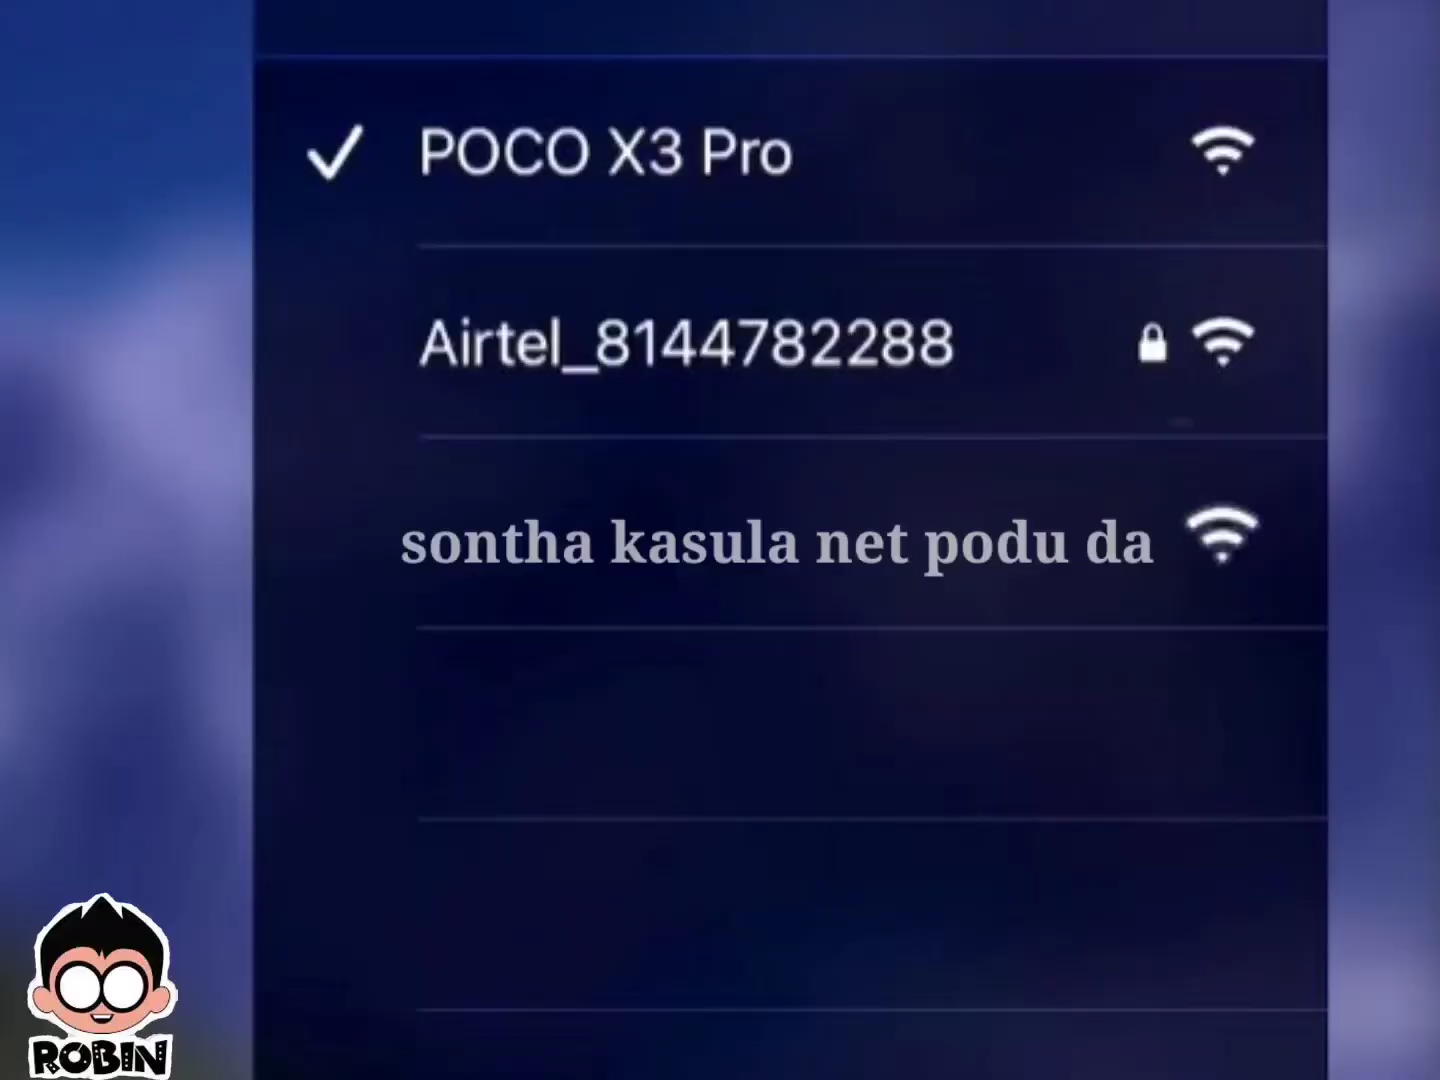 POCO X3 Pro
Airtel_8144782288
sontha kasula net podu da
ROBIN